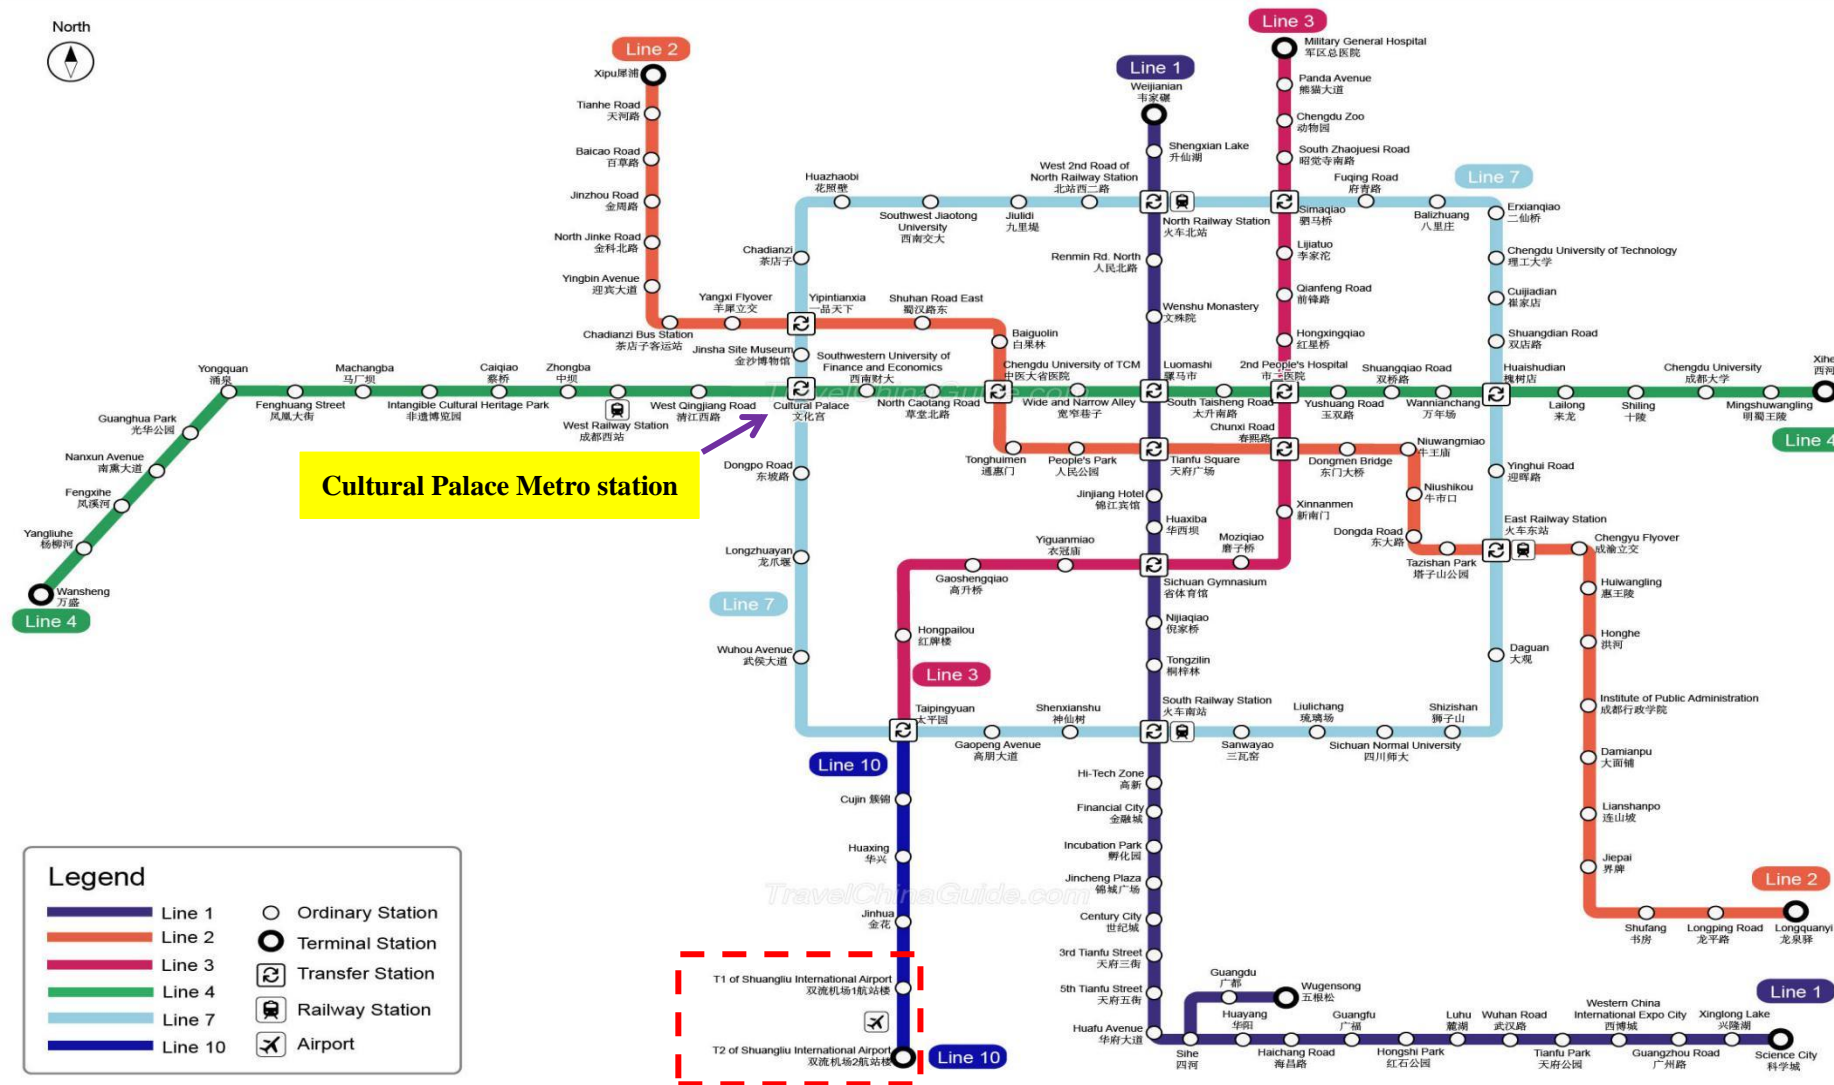 North
Line 2
Xipu犀浦
Tianhe Road
天河路
Baicao Road
百草路
Jinzhou Road
金周路
North Jinke Road
金科北路
Yingbin Avenue
迎宾大道
Chadianzi Bus Station
茶店子客运站
Yangxi Flyover
羊犀立交
Yipintianxia
一品天下
Shuhan Road East
蜀汉路东
Baiguolin
白果林
Line 1
Weijianian
韦家碾
Shengxian Lake
升仙湖
North Railway Station
火车北站
Renmin Rd. North
人民北路
Wenshu Monastery
文殊院
Luomashi
骡马市
Line 3
Military General Hospital
军区总医院
Panda Avenue
熊猫大道
Chengdu Zoo
动物园
South Zhaojuesi Road
昭觉寺南路
Simaqiao
驷马桥
Lijiatuo
李家沱
Qianfeng Road
前锋路
Hongxingqiao
红星桥
2nd People's Hospital
市二医院
Line 7
Chadianzi
茶店子
Huazhaobi
花照壁
Southwest Jiaotong
University
西南交大
Jiulidi
九里堤
West 2nd Road of
North Railway Station
北站西二路
Fuqing Road
府青路
Balizhuang
八里庄
Erxianqiao
二仙桥
Chengdu University of Technology
理工大学
Cuijiadian
崔家店
Shuangdian Road
双店路
Huaishudian
槐树店
Jinsha Site Museum
金沙博物馆
Yongquan
涌泉
Machangba
马厂坝
Caiqiao
蔡桥
Zhongba
中坝
Fenghuang Street
凤凰大街
Intangible Cultural Heritage Park
非遗博览园
West Railway Station
成都西站
West Qingjiang Road
清江西路
Cultural Palace
文化宫
Southwestern University of
Finance and Economics
西南财大
North Caotang Road
草堂北路
Chengdu University of TCM
中医大省医院
Wide and Narrow Alley
宽窄巷子
South Taisheng Road
太升南路
Yushuang Road
玉双路
Shuangqiao Road
双桥路
Wannianchang
万年场
Lailong
来龙
Shiling
十陵
Chengdu University
成都大学
Mingshuwangling
明蜀王陵
Xihe
西河
Line 4
TravelChinaGuide.com
Guanghua Park
光华公园
Nanxun Avenue
南熏大道
Fengxihe
凤溪河
Yangliuhe
杨柳河
Wansheng
万盛
Line 4
Cultural Palace Metro station
Tonghuimen
通惠门
People's Park
人民公园
Tianfu Square
天府广场
Chunxi Road
春熙路
Dongmen Bridge
东门大桥
Niuwangmiao
牛王庙
Niushikou
牛市口
Dongda Road
东大路
Tazishan Park
塔子山公园
East Railway Station
火车东站
Yinghui Road
迎晖路
Chengyu Flyover
成渝立交
Huiwangling
惠王陵
Honghe
洪河
Institute of Public Administration
成都行政学院
Damianpu
大面铺
Lianshanpo
连山坡
Jiepai
界牌
Shufang
书房
Longping Road
龙平路
Longquanyi
龙泉驿
Line 2
Dongpo Road
东坡路
Longzhuayan
龙爪堰
Line 7
Wuhou Avenue
武侯大道
Jinjiang Hotel
锦江宾馆
Huaxiba
华西坝
Xinnanmen
新南门
Moziqiao
磨子桥
Sichuan Gymnasium
省体育馆
Yiguanmiao
衣冠庙
Gaoshengqiao
高升桥
Hongpailou
红牌楼
Line 3
Taipingyuan
太平园
Nijiaqiao
倪家桥
Tongzilin
桐梓林
South Railway Station
火车南站
Gaopeng Avenue
高朋大道
Shenxianshu
神仙树
Sanwayao
三瓦窑
Liulichang
琉璃场
Sichuan Normal University
四川师大
Shizishan
狮子山
Daguan
大观
Line 10
Cujin 簇锦
Huaxing
华兴
Jinhua
金花
T1 of Shuangliu International Airport
双流机场1航站楼
T2 of Shuangliu International Airport
双流机场2航站楼
Line 10
Hi-Tech Zone
高新
Financial City
金融城
Incubation Park
孵化园
Jincheng Plaza
锦城广场
Century City
世纪城
3rd Tianfu Street
天府三街
5th Tianfu Street
天府五街
Huafu Avenue
华府大道
Sihe
四河
Guangdu
广都
Wugensong
五根松
Huayang
华阳
Haichang Road
海昌路
Guangfu
广福
Hongshi Park
红石公园
Luhu
麓湖
Wuhan Road
武汉路
Tianfu Park
天府公园
Western China
International Expo City
西博城
Guangzhou Road
广州路
Xinglong Lake
兴隆湖
Science City
科学城
Line 1
TravelChinaGuide.com
Legend
Line 1
Line 2
Line 3
Line 4
Line 7
Line 10
Ordinary Station
Terminal Station
Transfer Station
Railway Station
Airport